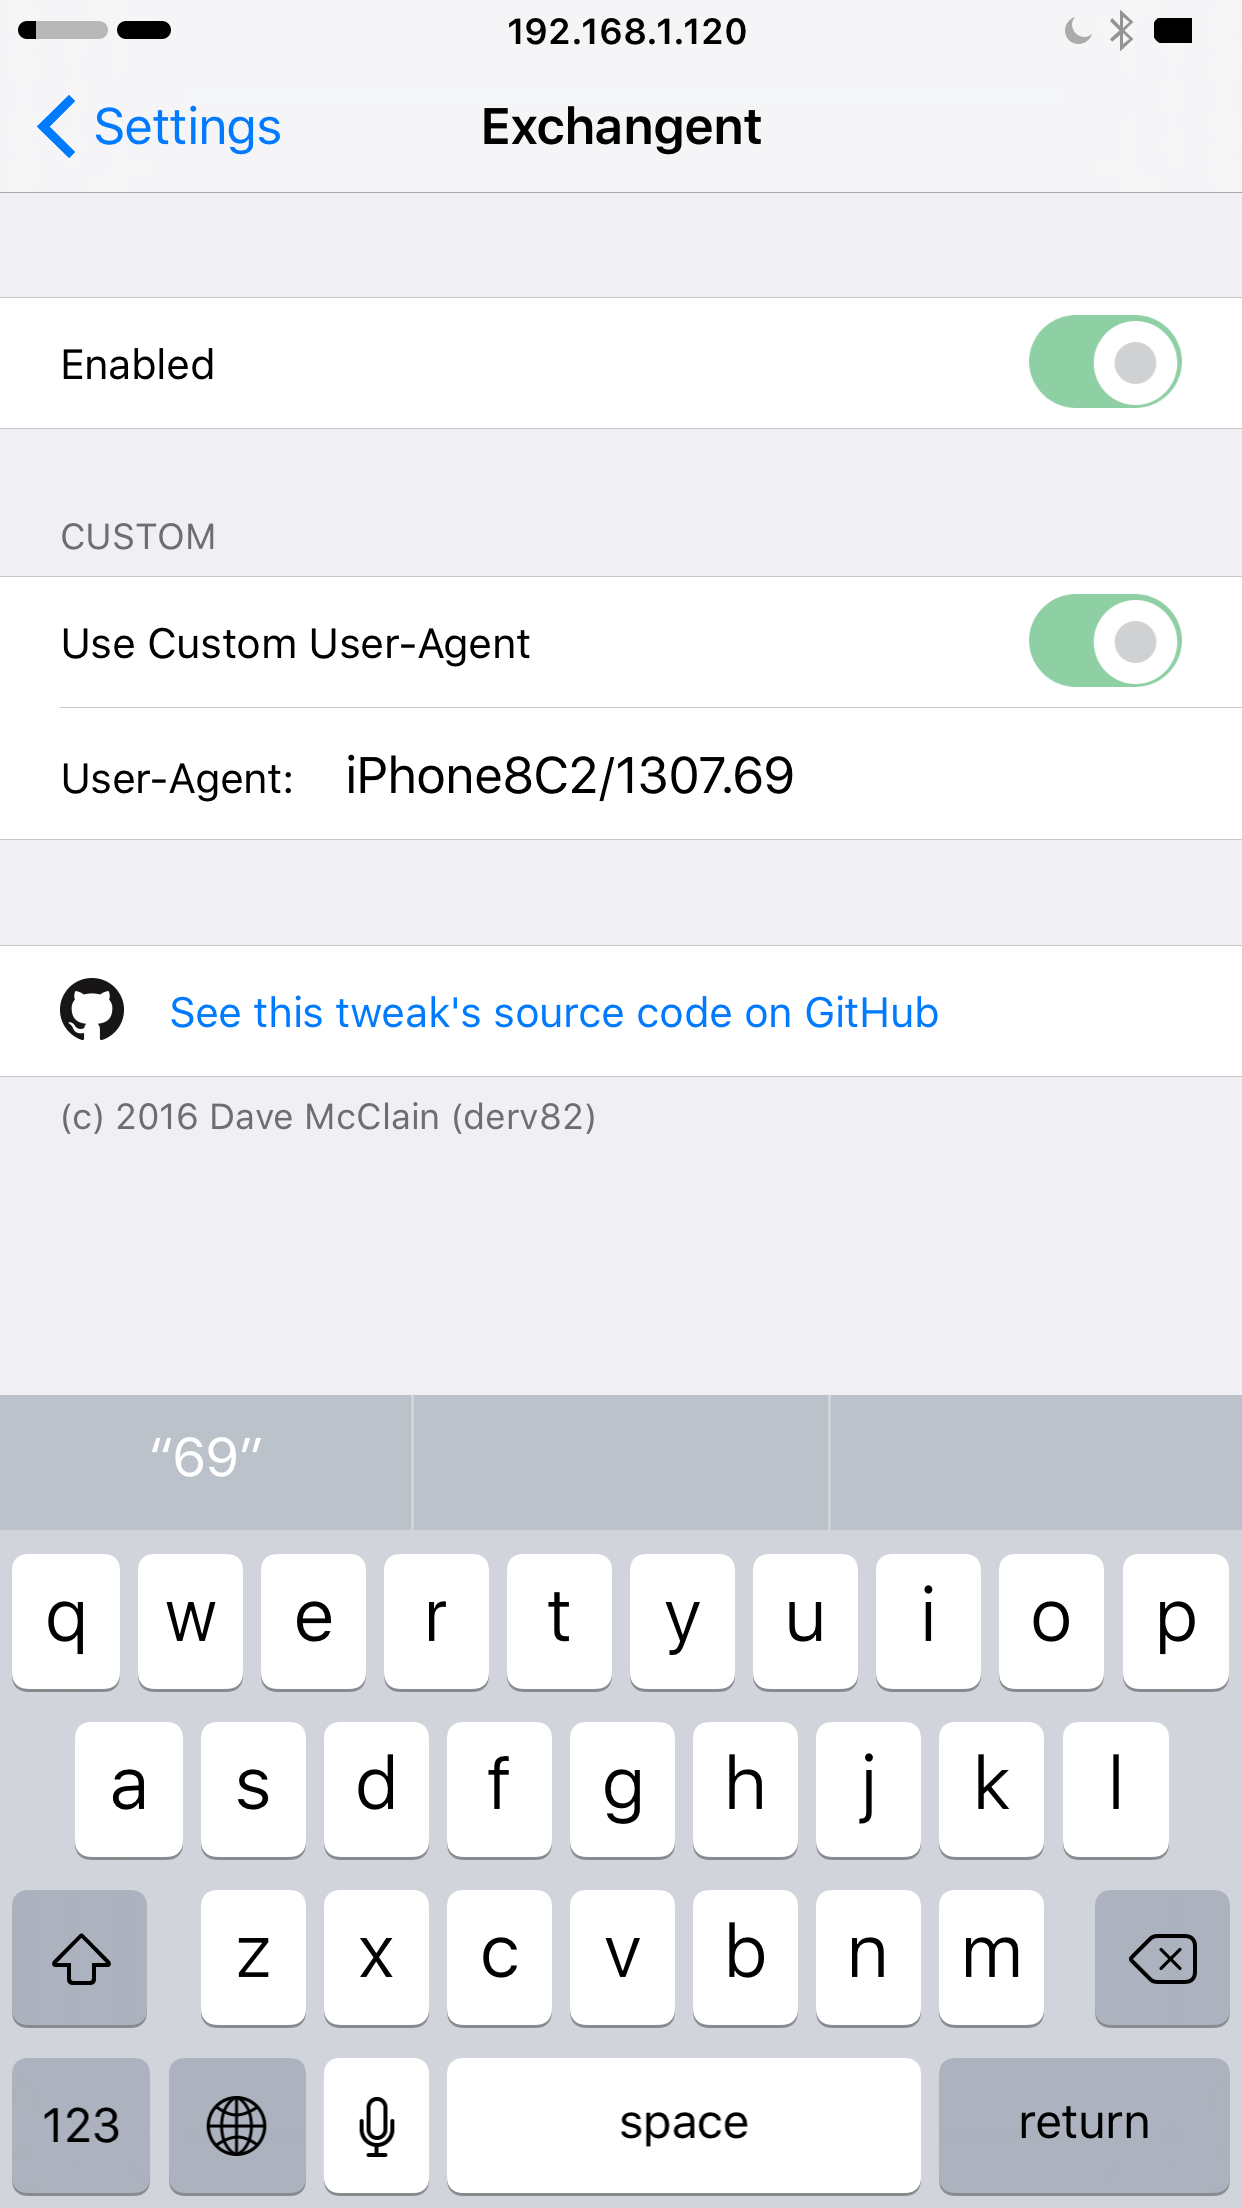 192.168.1.120
Settings
Exchangent
Enabled
CUSTOM
Use Custom User-Agent
User-Agent: iPhone8C2/1307.69
See this tweak's source code on GitHub
(c) 2016 Dave McClain (derv82)
“69”
q w e r t y u i o p
a s d f g h j k l
z x c v b n m
123 space return